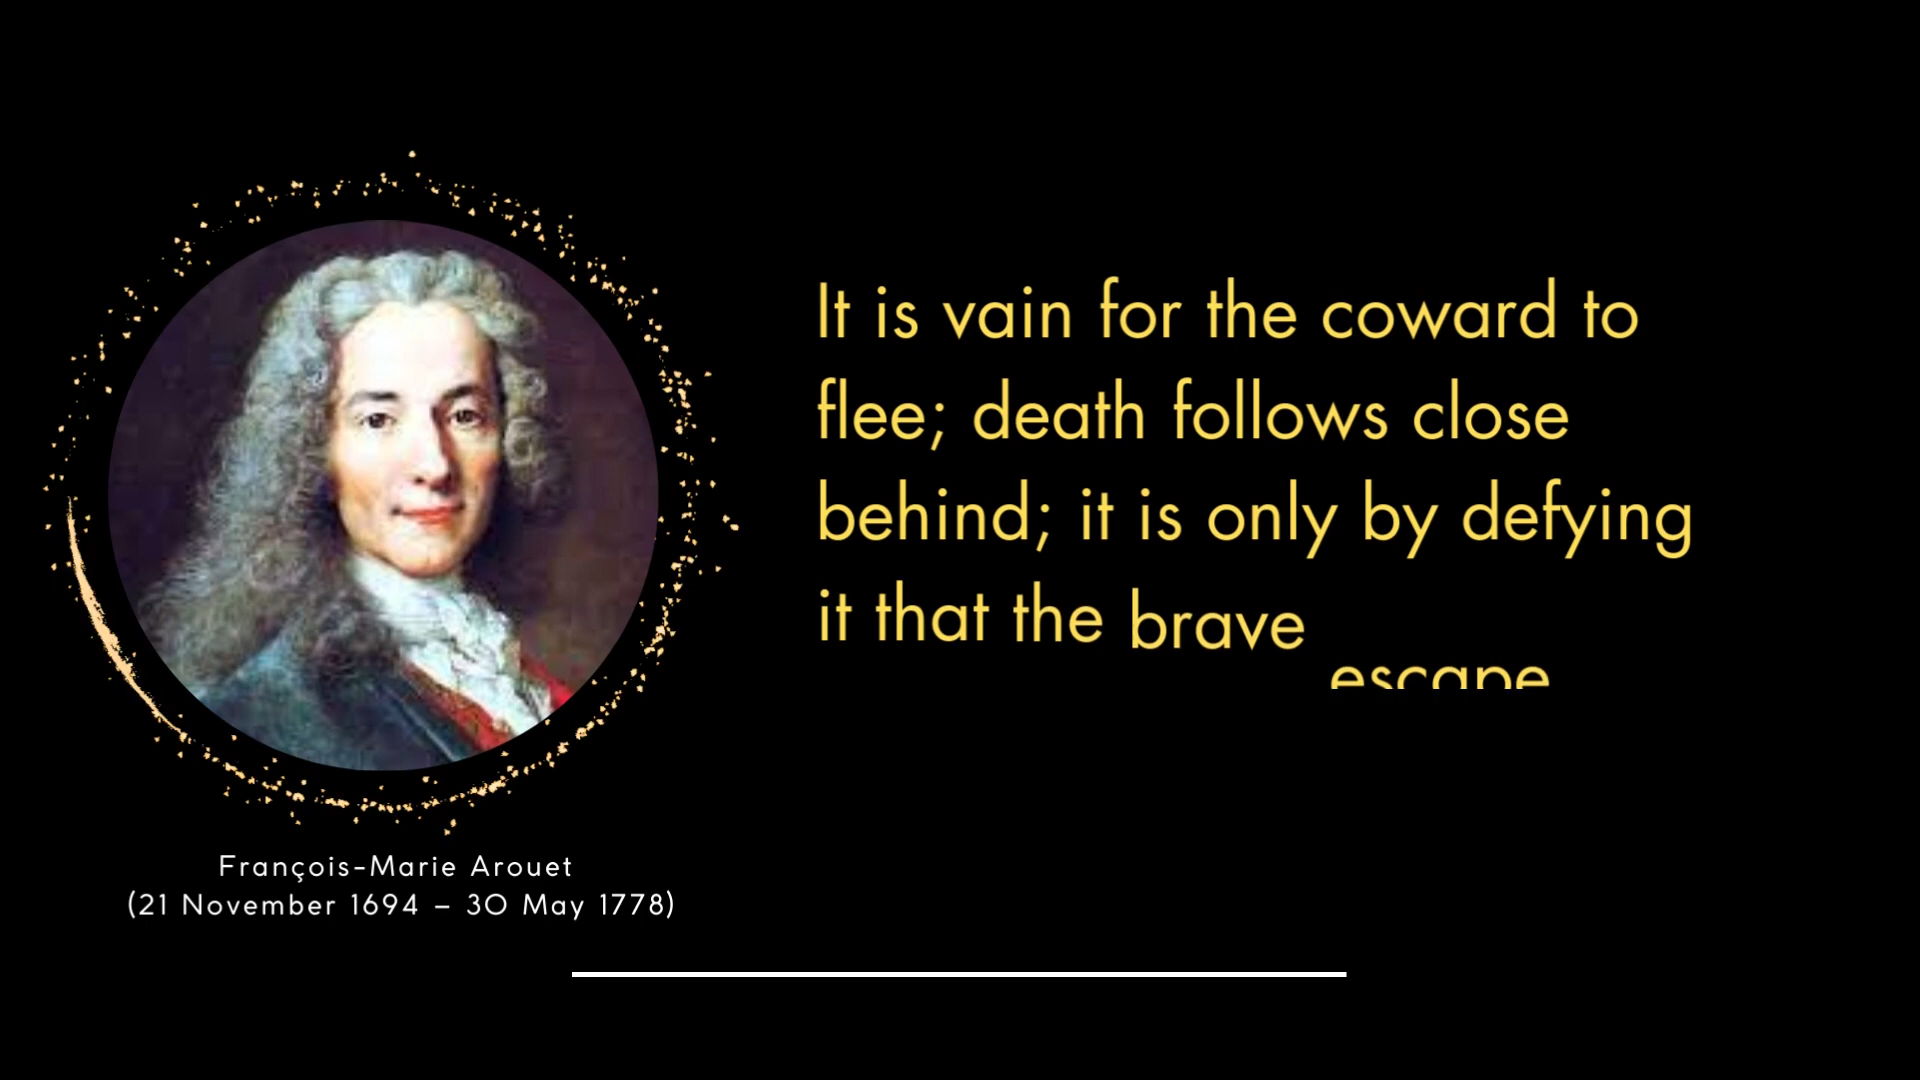 It is vain for the coward to
flee; death follows close
behind; it is only by defying
it that the brave escape
François-Marie Arouet
(21 November 1694 – 30 May 1778)